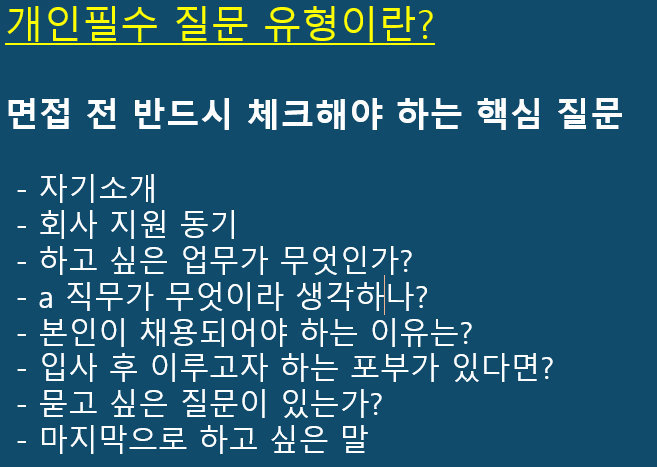 개인필수 질문 유형이란?
면접 전 반드시 체크해야 하는 핵심 질문
- 자기소개
- 회사 지원 동기
- 하고 싶은 업무가 무엇인가?
- a 직무가 무엇이라 생각하나?
- 본인이 채용되어야 하는 이유는?
- 입사 후 이루고자 하는 포부가 있다면?
- 묻고 싶은 질문이 있는가?
- 마지막으로 하고 싶은 말